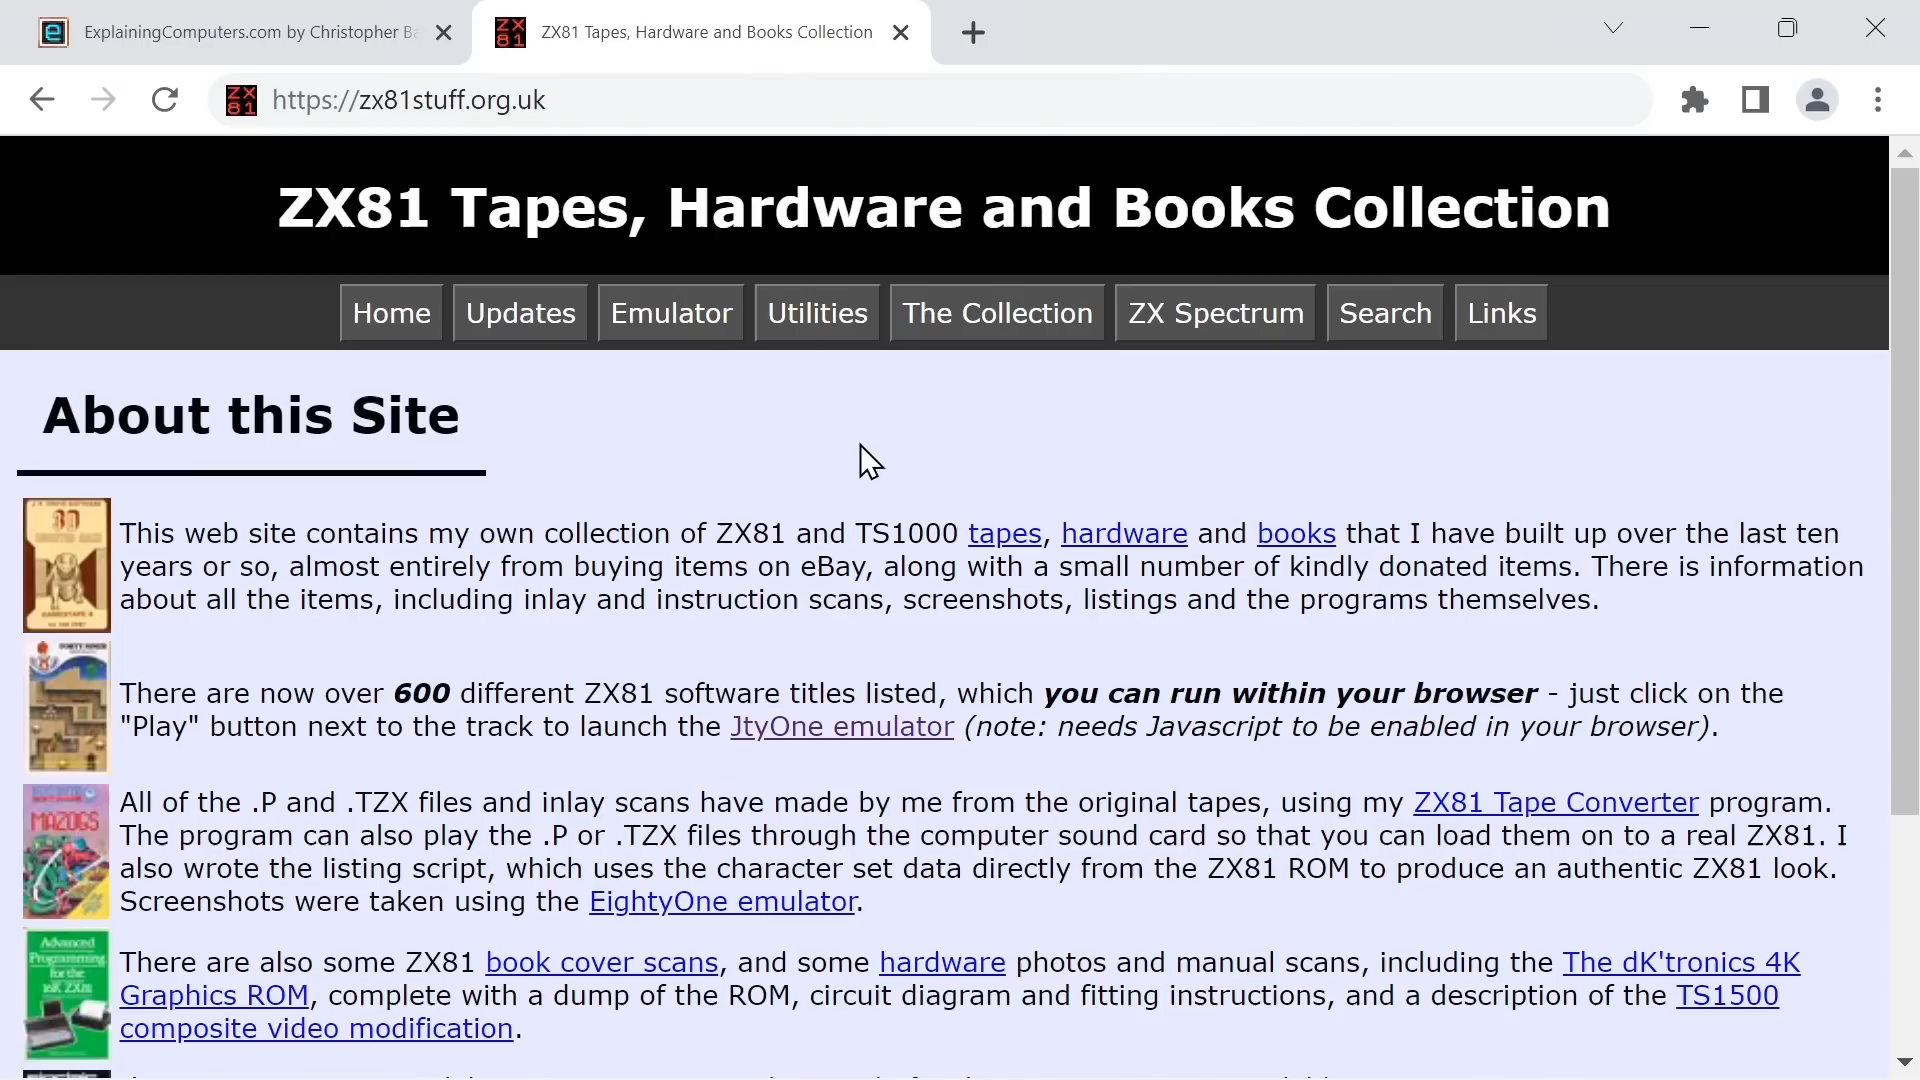 ExplainingComputers.com by Christopher Ba
ZX81 Tapes, Hardware and Books Collection
https://zx81stuff.org.uk
ZX81 Tapes, Hardware and Books Collection
Home Updates Emulator Utilities The Collection ZX Spectrum Search Links
About this Site
This web site contains my own collection of ZX81 and TS1000 tapes, hardware and books that I have built up over the last ten
years or so, almost entirely from buying items on eBay, along with a small number of kindly donated items. There is information
about all the items, including inlay and instruction scans, screenshots, listings and the programs themselves.
There are now over 600 different ZX81 software titles listed, which you can run within your browser - just click on the
"Play" button next to the track to launch the JtyOne emulator (note: needs Javascript to be enabled in your browser).
MAZOGS
All of the .P and .TZX files and inlay scans have made by me from the original tapes, using my ZX81 Tape Converter program.
The program can also play the .P or .TZX files through the computer sound card so that you can load them on to a real ZX81. I
also wrote the listing script, which uses the character set data directly from the ZX81 ROM to produce an authentic ZX81 look.
Screenshots were taken using the EightyOne emulator.
Advanced
Programming
for the
16K ZX81
There are also some ZX81 book cover scans, and some hardware photos and manual scans, including the The dK'tronics 4K
Graphics ROM, complete with a dump of the ROM, circuit diagram and fitting instructions, and a description of the TS1500
composite video modification.